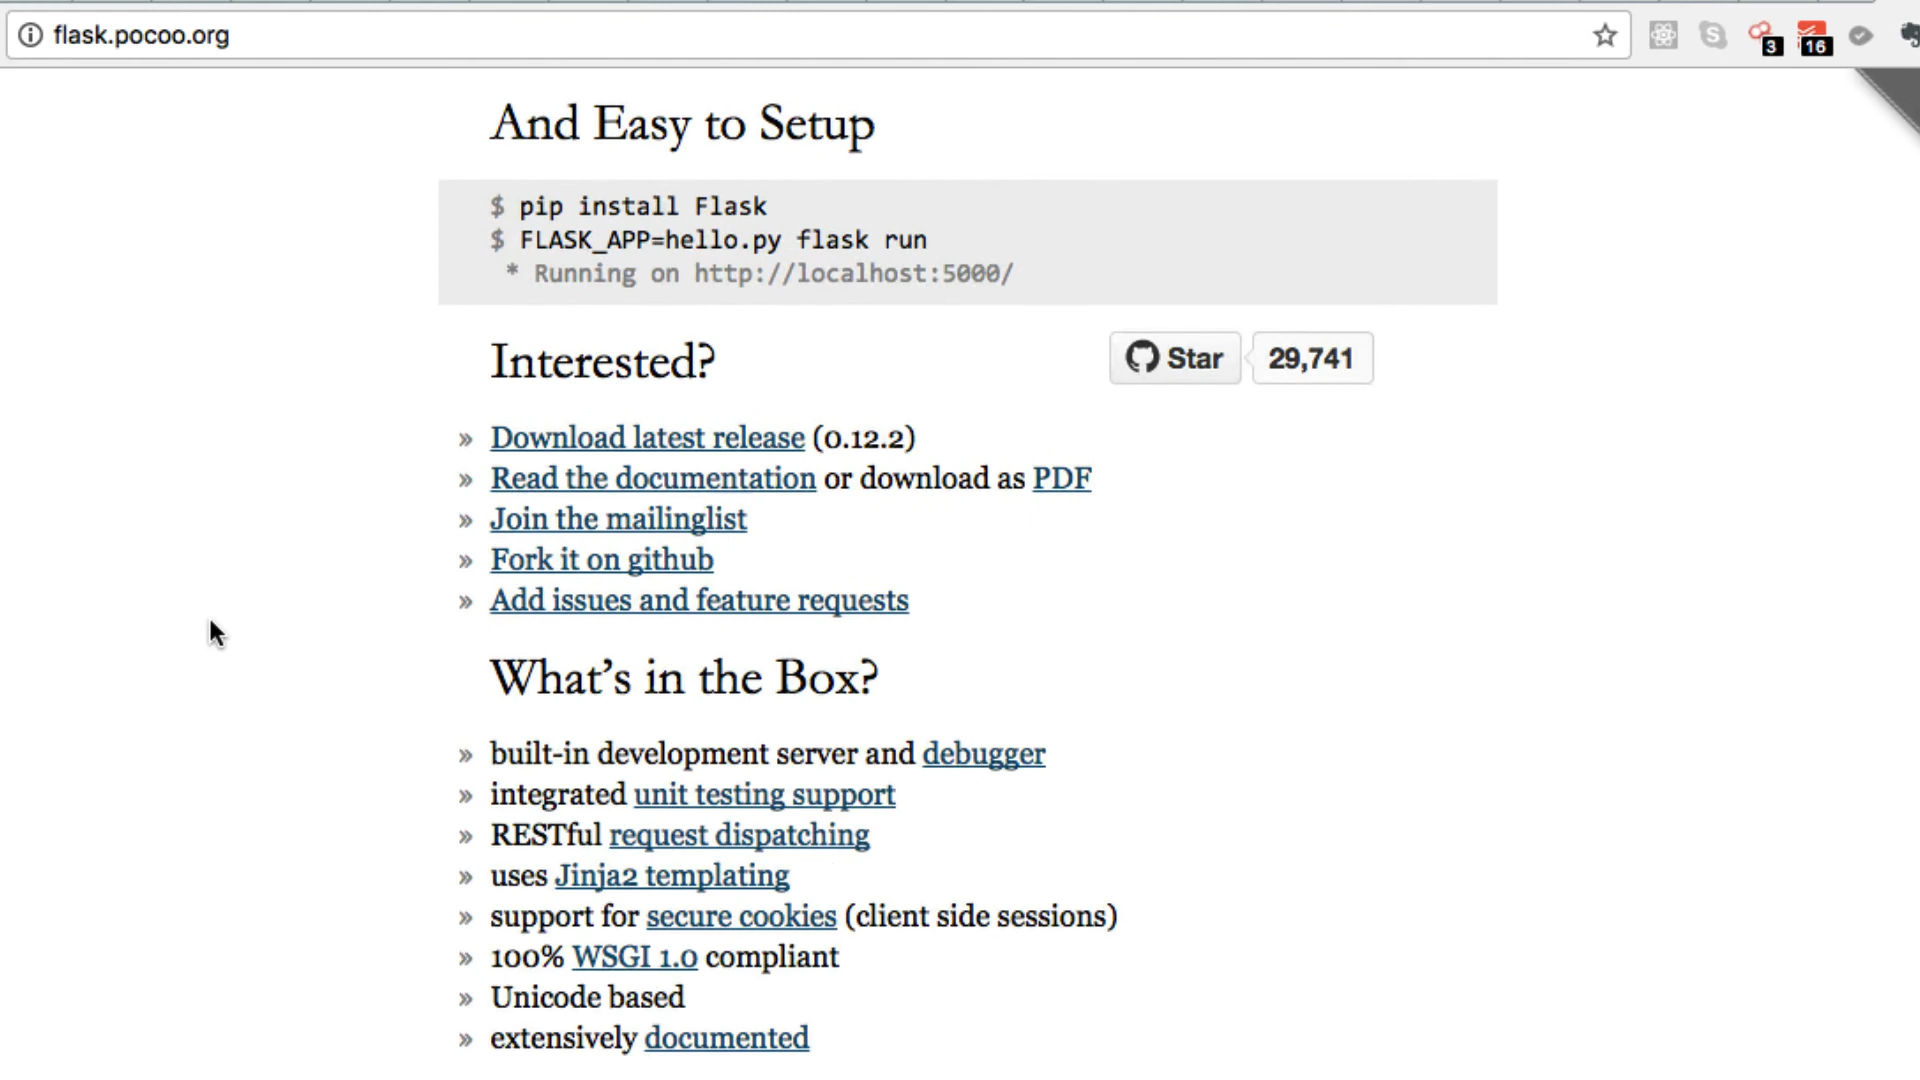 flask.pocoo.org
3
16
And Easy to Setup
$ pip install Flask
$ FLASK_APP=hello.py flask run
* Running on http://localhost:5000/
Interested?
Star 29,741
» Download latest release (0.12.2)
» Read the documentation or download as PDF
» Join the mailinglist
» Fork it on github
» Add issues and feature requests
What's in the Box?
» built-in development server and debugger
» integrated unit testing support
» RESTful request dispatching
» uses Jinja2 templating
» support for secure cookies (client side sessions)
» 100% WSGI 1.0 compliant
» Unicode based
» extensively documented